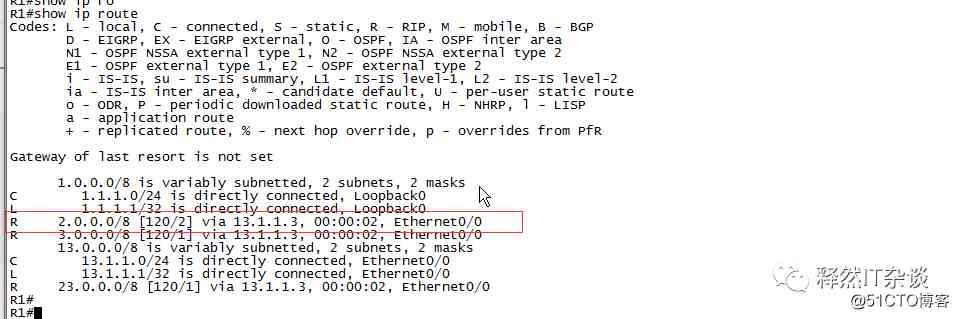 R1#show ip ro
R1#show ip route
Codes: L - local, C - connected, S - static, R - RIP, M - mobile, B - BGP
D - EIGRP, EX - EIGRP external, O - OSPF, IA - OSPF inter area
N1 - OSPF NSSA external type 1, N2 - OSPF NSSA external type 2
E1 - OSPF external type 1, E2 - OSPF external type 2
i - IS-IS, su - IS-IS summary, L1 - IS-IS level-1, L2 - IS-IS level-2
ia - IS-IS inter area, * - candidate default, U - per-user static route
o - ODR, P - periodic downloaded static route, H - NHRP, l - LISP
a - application route
+ - replicated route, % - next hop override, p - overrides from PfR
Gateway of last resort is not set
1.0.0.0/8 is variably subnetted, 2 subnets, 2 masks
C 1.1.1.0/24 is directly connected, Loopback0
L 1.1.1.1/32 is directly connected, Loopback0
R 2.0.0.0/8 [120/2] via 13.1.1.3, 00:00:02, Ethernet0/0
R 3.0.0.0/8 [120/1] via 13.1.1.3, 00:00:02, Ethernet0/0
13.0.0.0/8 is variably subnetted, 2 subnets, 2 masks
C 13.1.1.0/24 is directly connected, Ethernet0/0
L 13.1.1.1/32 is directly connected, Ethernet0/0
R 23.0.0.0/8 [120/1] via 13.1.1.3, 00:00:02, Ethernet0/0
R1#
R1#
释然IT杂谈
@51CTO博客